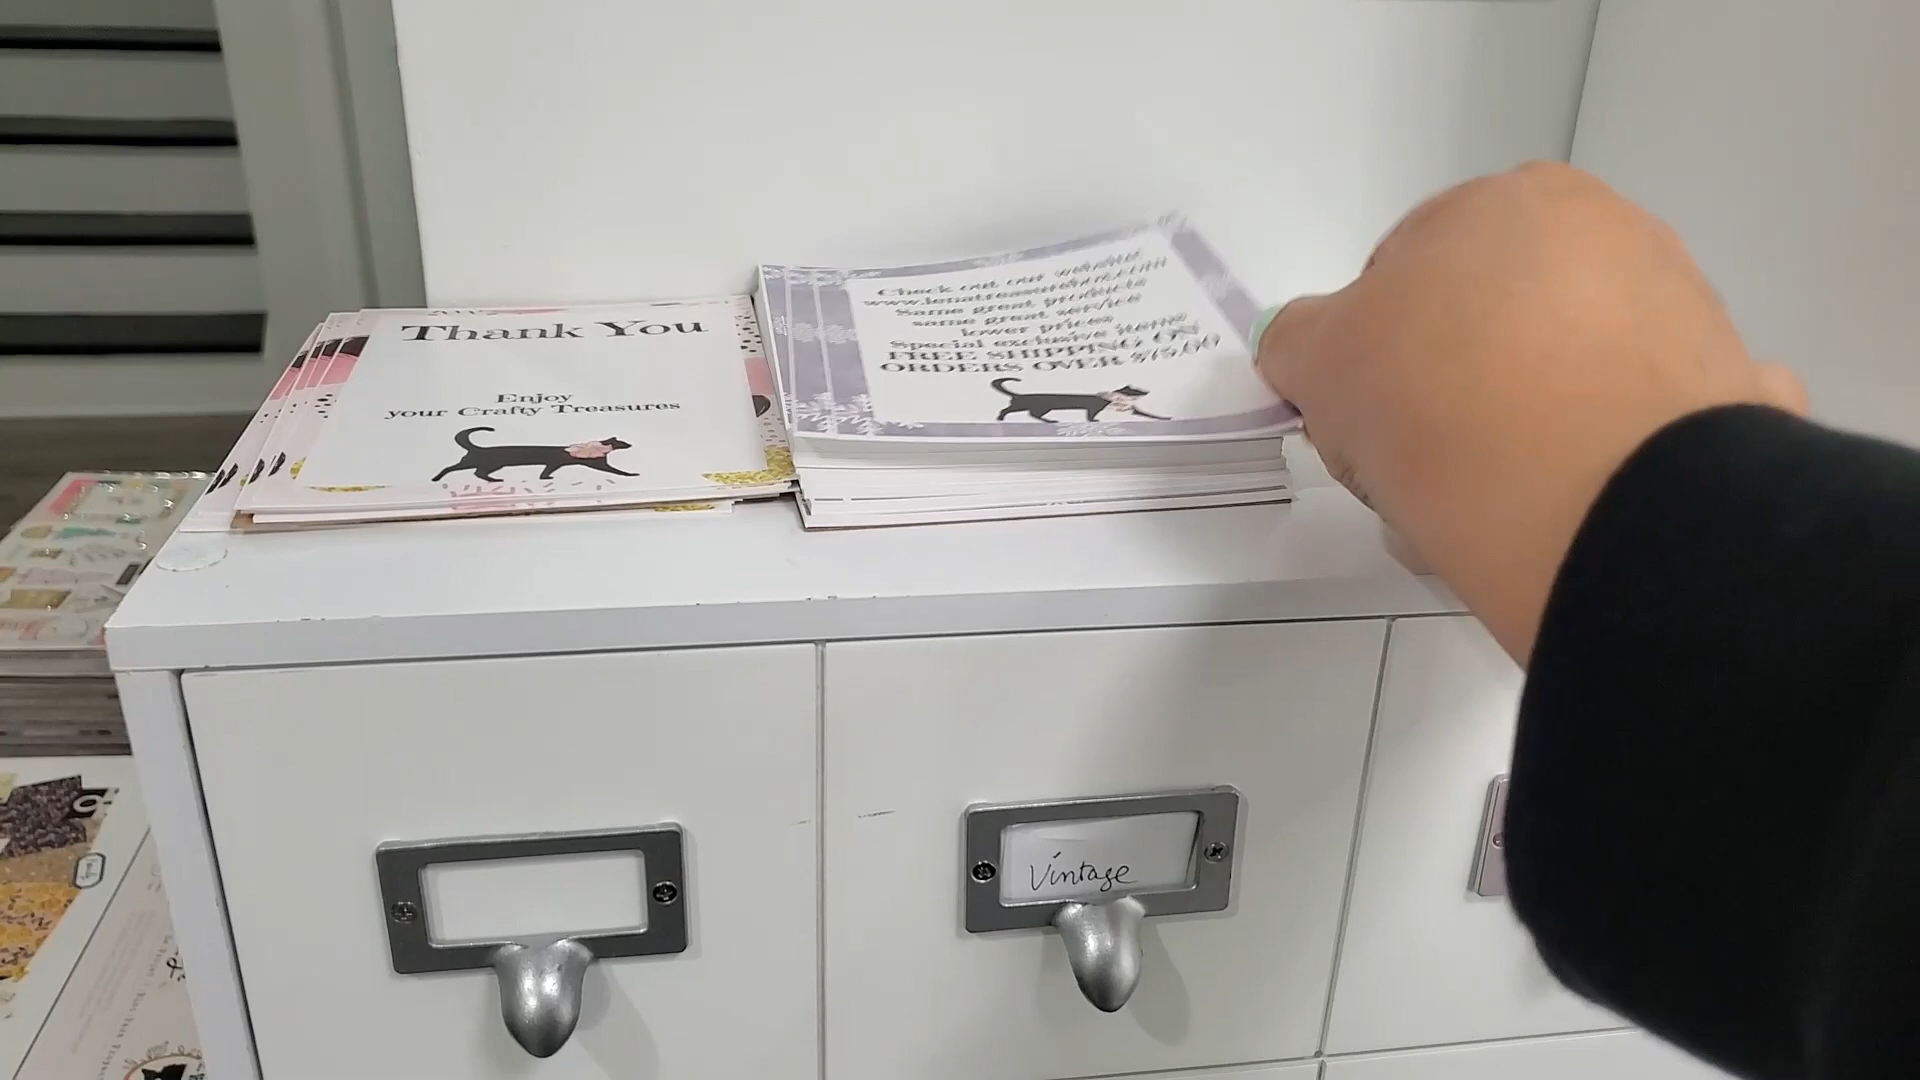 Thank You
Enjoy
your Crafty Treasures
Check out our website
Same great products
same great service
lower prices
Special exclusive items
FREE SHIPPING ON
ORDERS OVER
Vintage